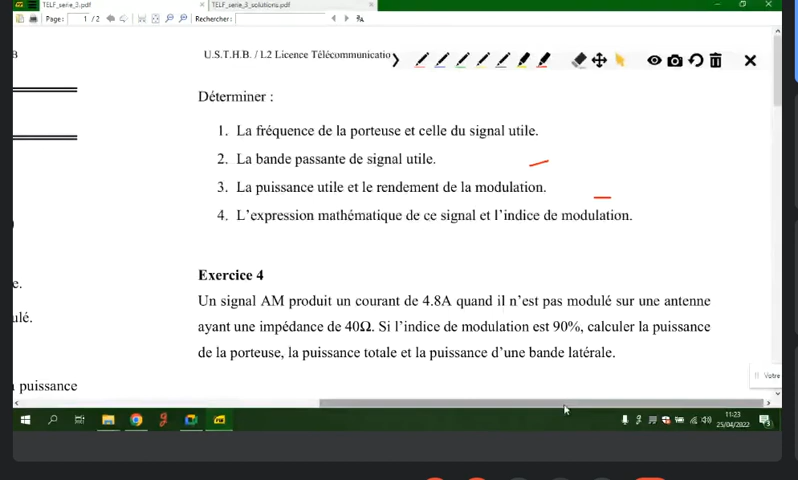 TELF_serie_3.pdf
TELF_serie_3_solutions.pdf
Page: 1 / 2
Rechercher:
U.S.T.H.B. / L2 Licence Télécommunicatio
Déterminer :
1. La fréquence de la porteuse et celle du signal utile.
2. La bande passante de signal utile.
3. La puissance utile et le rendement de la modulation.
4. L'expression mathématique de ce signal et l'indice de modulation.
e.
Exercice 4
Un signal AM produit un courant de 4.8A quand il n'est pas modulé sur une antenne
ulé.
ayant une impédance de 40Ω. Si l'indice de modulation est 90%, calculer la puissance
de la porteuse, la puissance totale et la puissance d'une bande latérale.
puissance
Votre
11:23
25/04/2022